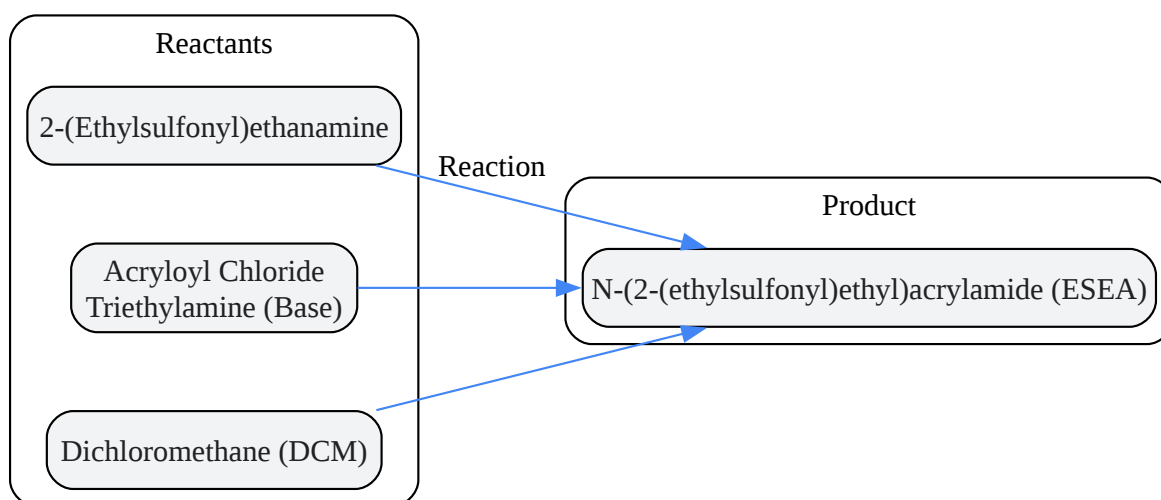 Reactants
2-(Ethylsulfonyl)ethanamine
Reaction
Product
Acryloyl Chloride
Triethylamine (Base)
N-(2-(ethylsulfonyl)ethyl)acrylamide (ESEA)
Dichloromethane (DCM)